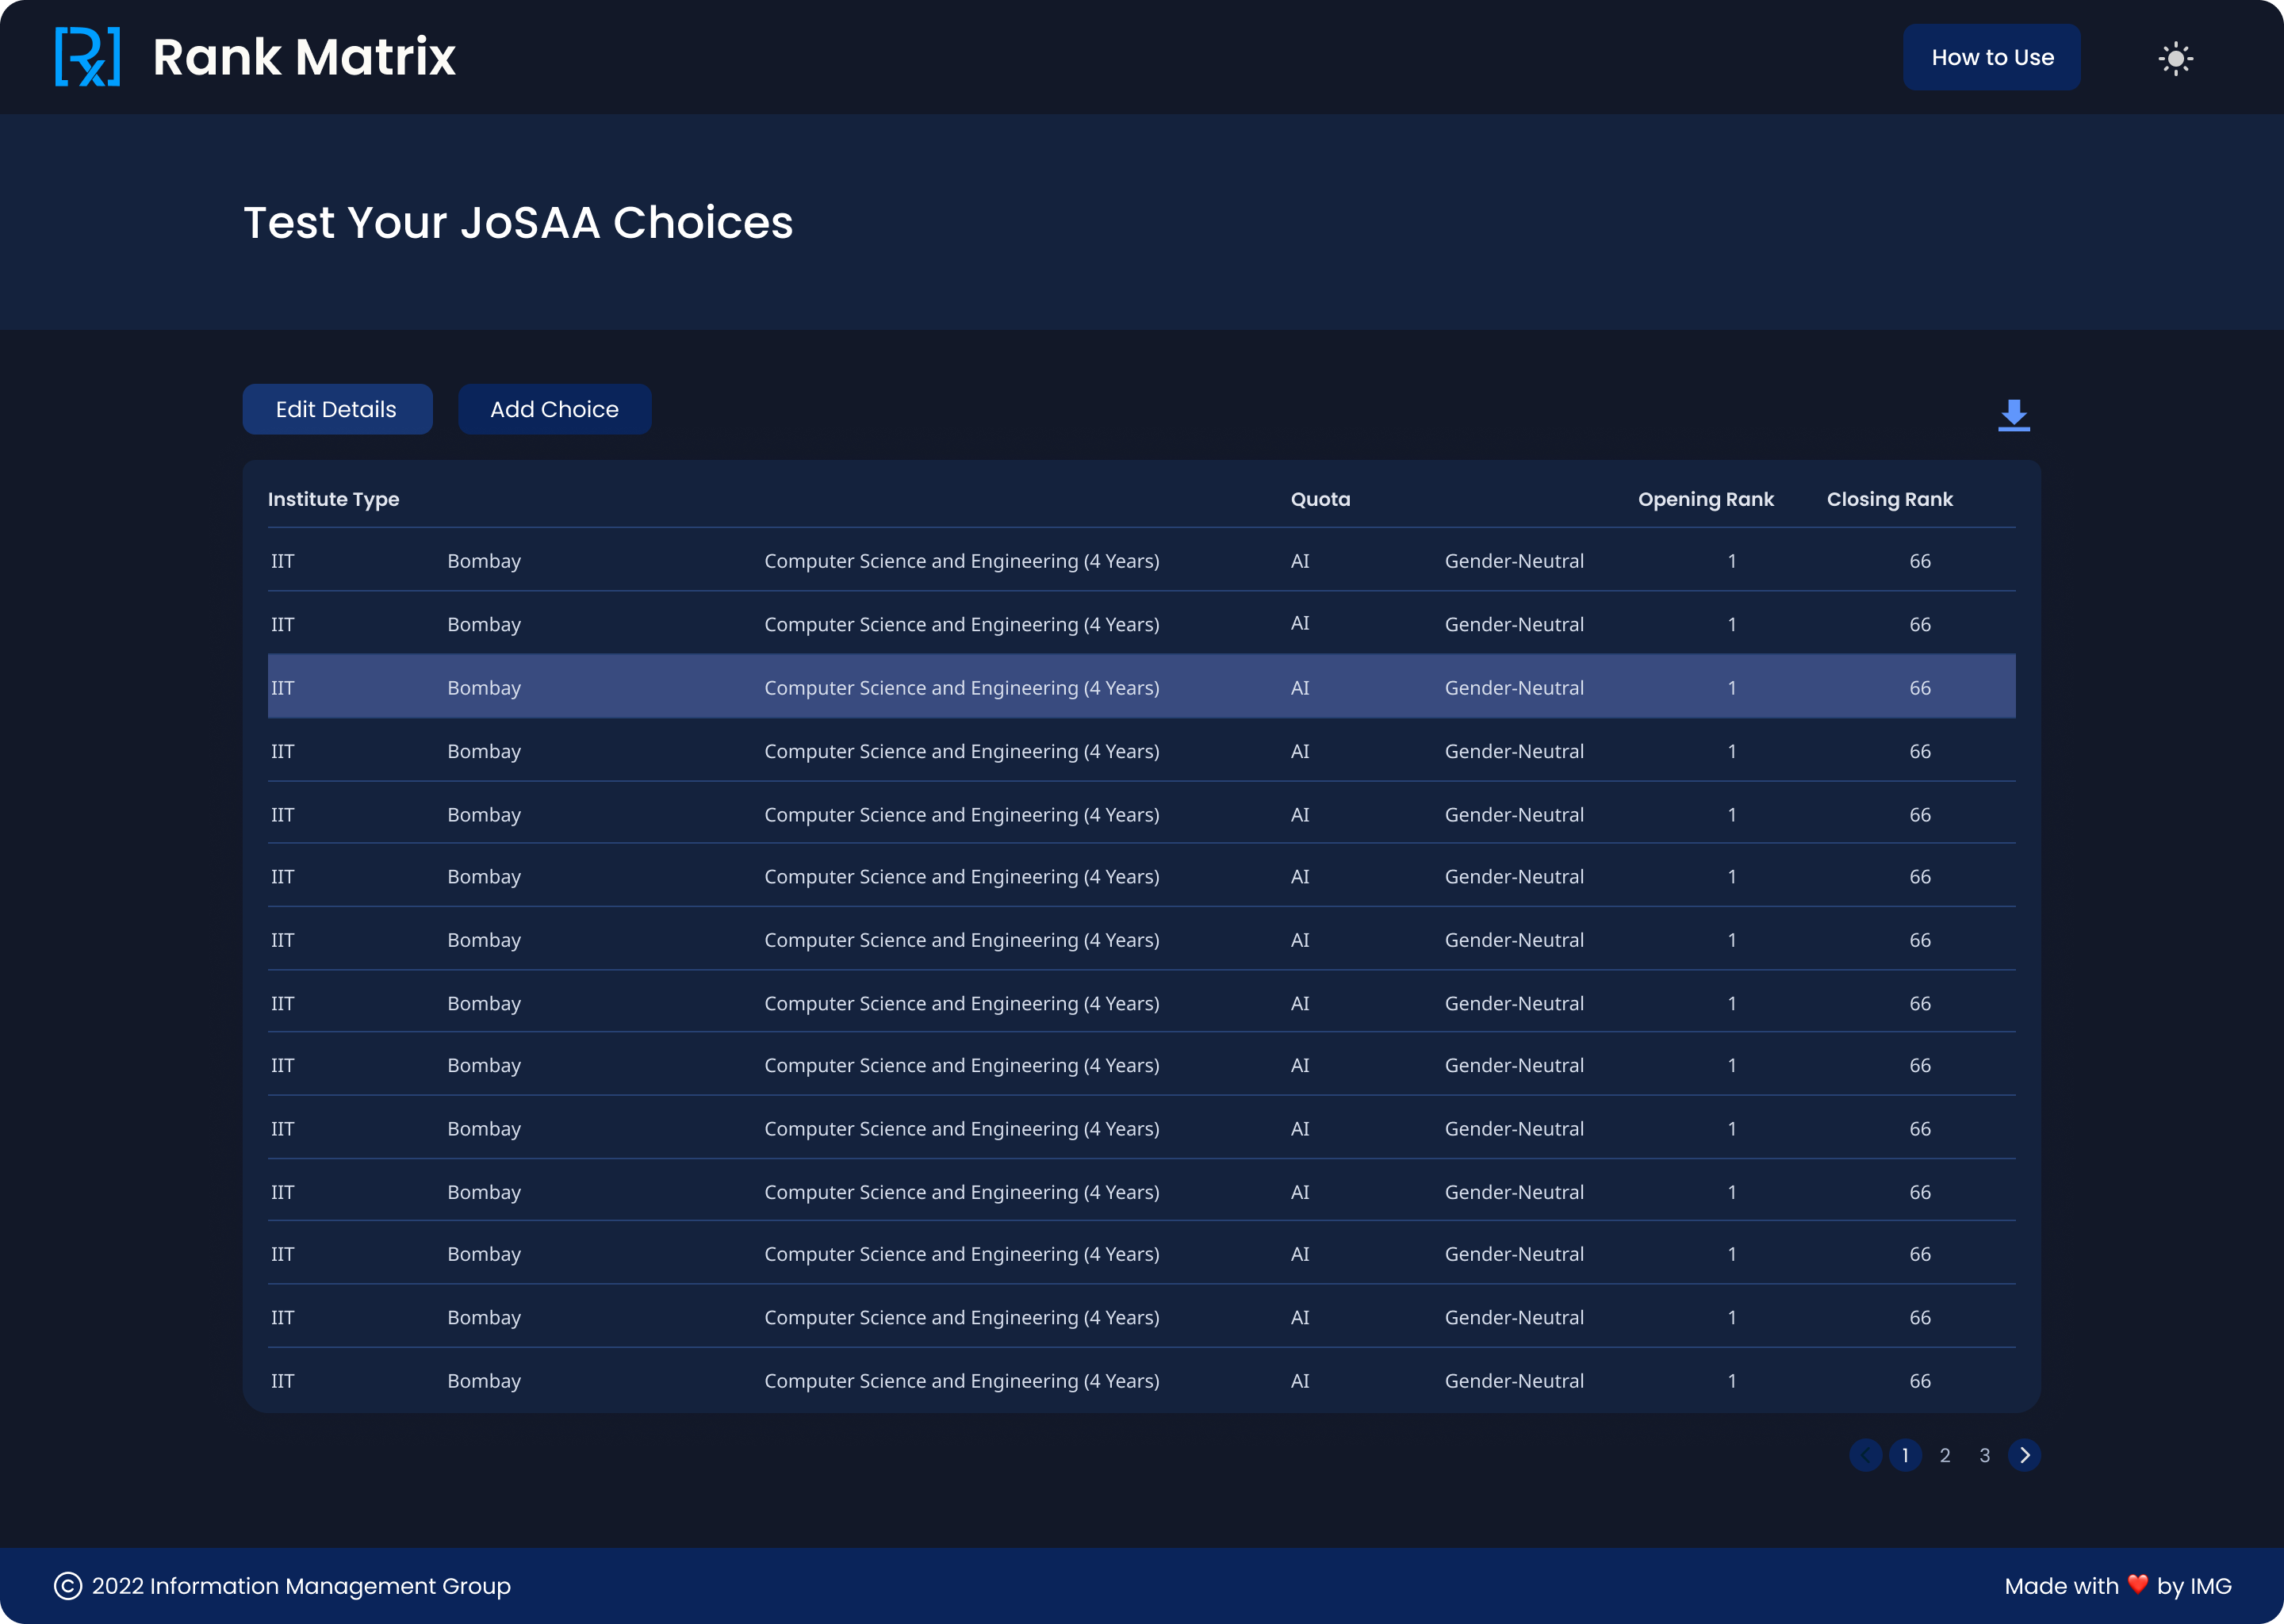 Rx Rank Matrix How to Use
Test Your JoSAA Choices
Edit Details Add Choice
Institute Type Quota Opening Rank Closing Rank
IIT Bombay Computer Science and Engineering (4 Years) AI Gender-Neutral 1 66
IIT Bombay Computer Science and Engineering (4 Years) AI Gender-Neutral 1 66
IIT Bombay Computer Science and Engineering (4 Years) AI Gender-Neutral 1 66
IIT Bombay Computer Science and Engineering (4 Years) AI Gender-Neutral 1 66
IIT Bombay Computer Science and Engineering (4 Years) AI Gender-Neutral 1 66
IIT Bombay Computer Science and Engineering (4 Years) AI Gender-Neutral 1 66
IIT Bombay Computer Science and Engineering (4 Years) AI Gender-Neutral 1 66
IIT Bombay Computer Science and Engineering (4 Years) AI Gender-Neutral 1 66
IIT Bombay Computer Science and Engineering (4 Years) AI Gender-Neutral 1 66
IIT Bombay Computer Science and Engineering (4 Years) AI Gender-Neutral 1 66
IIT Bombay Computer Science and Engineering (4 Years) AI Gender-Neutral 1 66
IIT Bombay Computer Science and Engineering (4 Years) AI Gender-Neutral 1 66
IIT Bombay Computer Science and Engineering (4 Years) AI Gender-Neutral 1 66
IIT Bombay Computer Science and Engineering (4 Years) AI Gender-Neutral 1 66
1 2 3
© 2022 Information Management Group Made with ❤️ by IMG